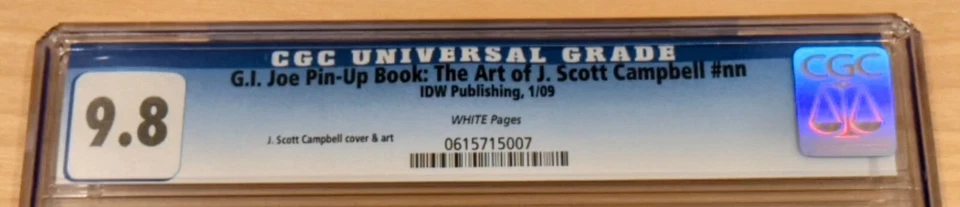 CGC UNIVERSAL GRADE
G.I. Joe Pin-Up Book: The Art of J. Scott Campbell #nn
IDW Publishing, 1/09
9.8
WHITE Pages
J. Scott Campbell cover & art
0615715007
CGC